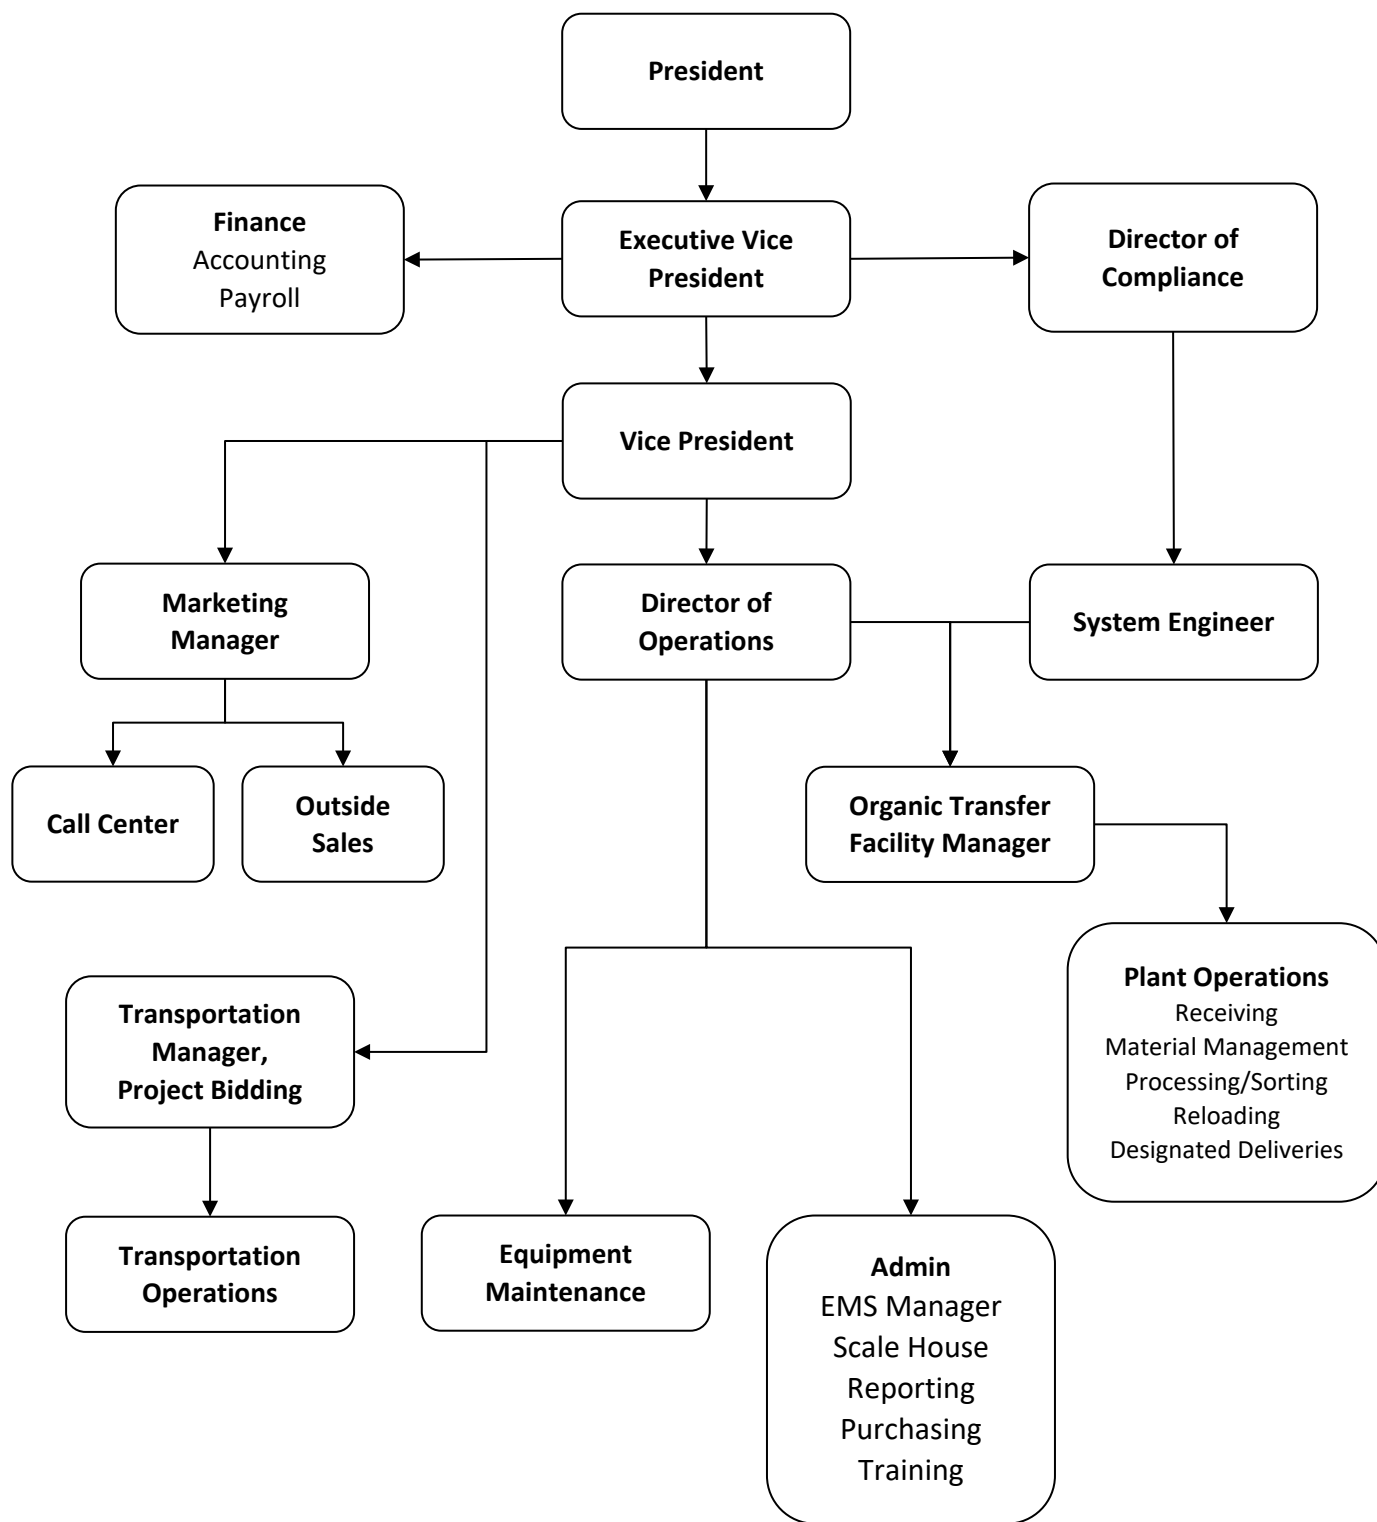 President
Finance
Accounting
Payroll
Executive Vice
President
Director of
Compliance
Vice President
Marketing
Manager
Director of
Operations
System Engineer
Call Center
Outside
Sales
Organic Transfer
Facility Manager
Transportation
Manager,
Project Bidding
Plant Operations
Receiving
Material Management
Processing/Sorting
Reloading
Designated Deliveries
Transportation
Operations
Equipment
Maintenance
Admin
EMS Manager
Scale House
Reporting
Purchasing
Training